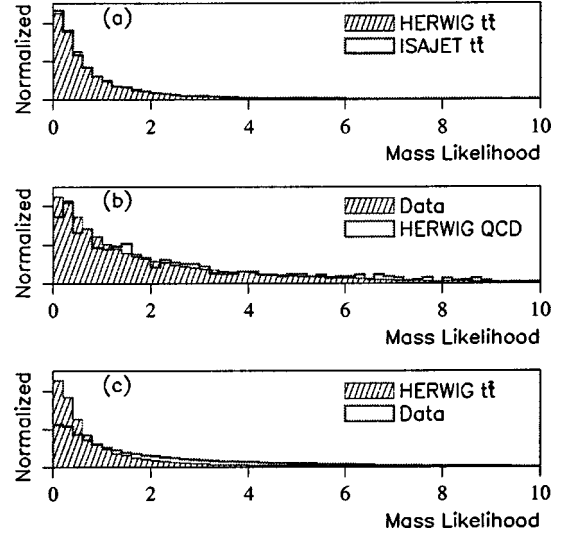 (a)
HERWIG tt̄
ISAJET tt̄
Normalized
0 2 4 6 8 10
Mass Likelihood
(b)
Data
HERWIG QCD
Normalized
0 2 4 6 8 10
Mass Likelihood
(c)
HERWIG tt̄
Data
Normalized
0 2 4 6 8 10
Mass Likelihood